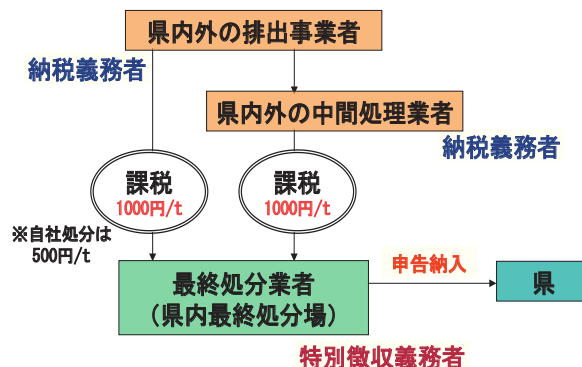 県内外の排出事業者
納税義務者
県内外の中間処理業者
納税義務者
課税
1000円/t
課税
1000円/t
※自社処分は
500円/t
最終処分業者
（県内最終処分場）
申告納入
県
特別徴収義務者